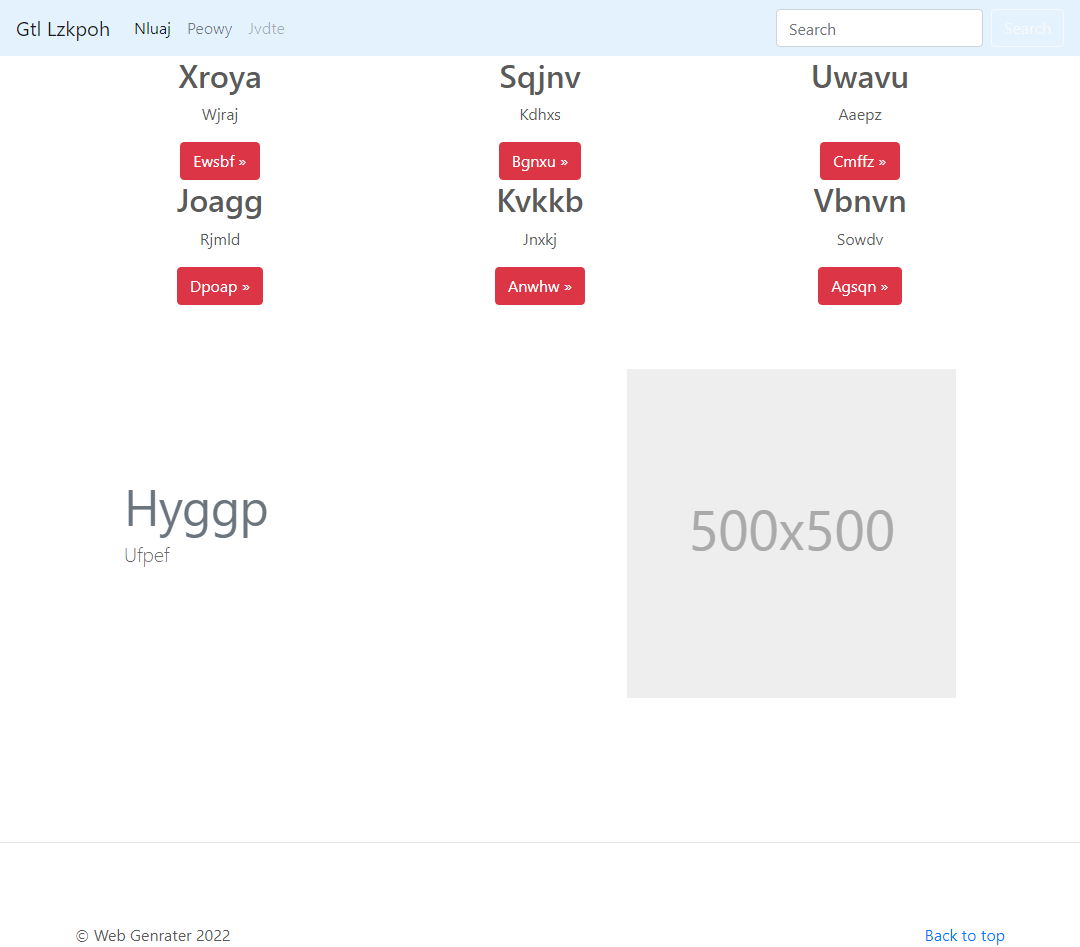 Gtl Lzkpoh Nluaj Peowy Jvdte Search Search
Xroya Sqjnv Uwavu
Wjraj Kdhxs Aaepz
Ewsbf » Bgnxu » Cmffz »
Joagg Kvkkb Vbnvn
Rjmld Jnxkj Sowdv
Dpoap » Anwhw » Agsqn »
Hyggp
Ufpef
500x500
© Web Genrater 2022 Back to top